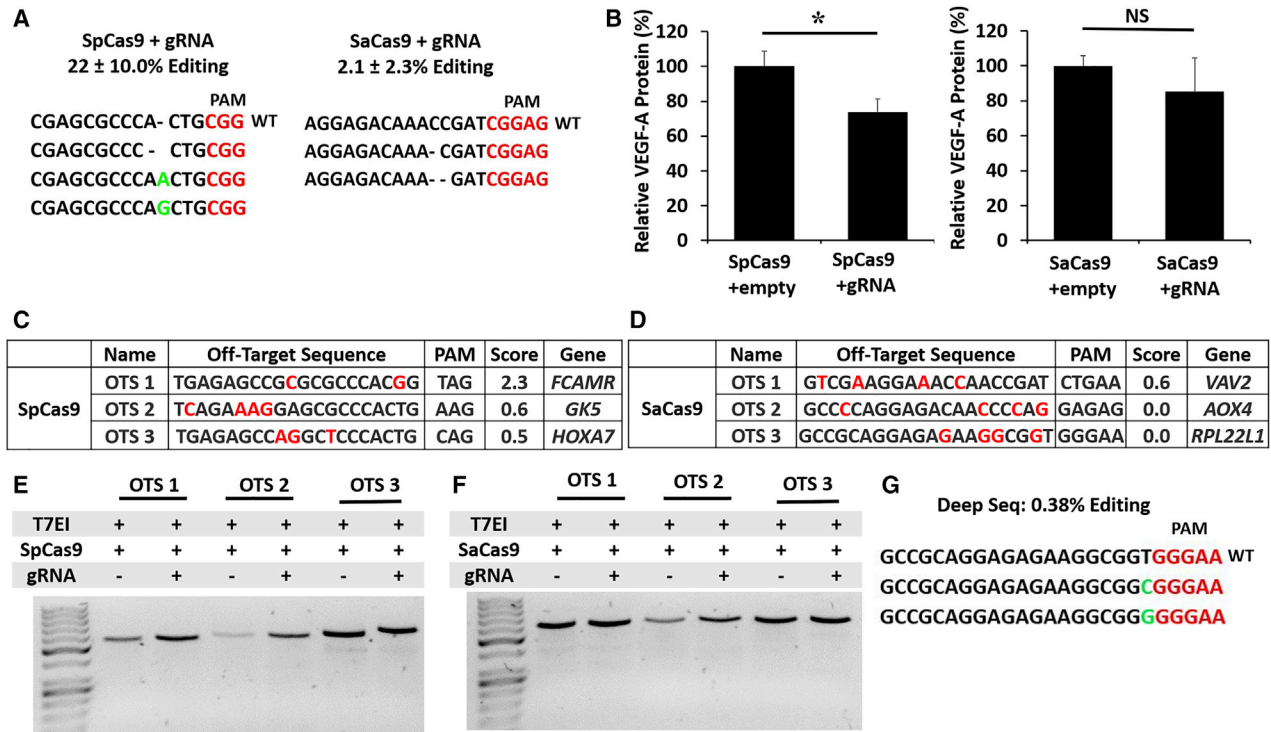 A
SpCas9 + gRNA
22 ± 10.0% Editing
PAM
CGAGCGCCCA- CTGCGG WT
CGAGCGCCC - CTGCGG
CGAGCGCCCAACTGCGG
CGAGCGCCCAGCTGCGG
SaCas9 + gRNA
2.1 ± 2.3% Editing
PAM
AGGAGACAAACCGATCGGAG WT
AGGAGACAAA- CGATCGGAG
AGGAGACAAA- - GATCGGAG
B
Relative VEGF-A Protein (%)
120
100
80
60
40
20
0
*
SpCas9 +empty
SpCas9 +gRNA
Relative VEGF-A Protein (%)
120
100
80
60
40
20
0
NS
SaCas9 +empty
SaCas9 +gRNA
C
Name Off-Target Sequence PAM Score Gene
SpCas9
OTS 1 TGAGAGCCGCGCGCCCACGG TAG 2.3 FCAMR
OTS 2 TCAGAAAGGAGCGCCCACTG AAG 0.6 GK5
OTS 3 TGAGAGCCAGGCTCCCACTG CAG 0.5 HOXA7
D
Name Off-Target Sequence PAM Score Gene
SaCas9
OTS 1 GTCGAAGGAAACCAACCGAT CTGAA 0.6 VAV2
OTS 2 GCCCCAGGAGACAACCCCAG GAGAG 0.0 AOX4
OTS 3 GCCGCAGGAGAGAAGGCGGT GGGAA 0.0 RPL22L1
E
OTS 1 OTS 2 OTS 3
T7EI + + + + + +
SpCas9 + + + + + +
gRNA - + - + - +
F
OTS 1 OTS 2 OTS 3
T7EI + + + + + +
SaCas9 + + + + + +
gRNA - + - + - +
G
Deep Seq: 0.38% Editing
PAM
GCCGCAGGAGAGAAGGCGGTGGGAA WT
GCCGCAGGAGAGAAGGCGGCGGGAA
GCCGCAGGAGAGAAGGCGGGGGGAA